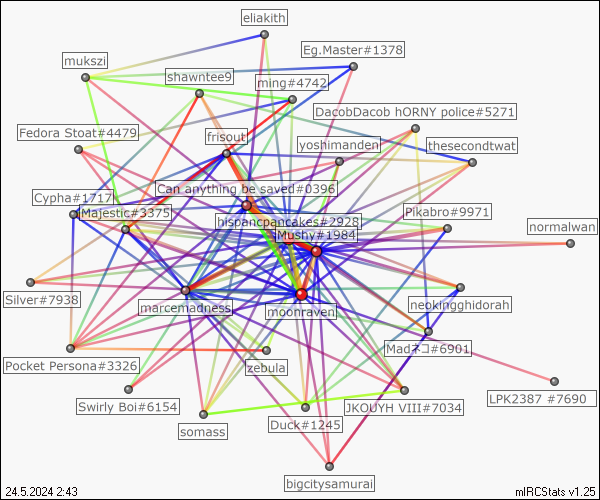 eliakith
Eg.Master#1378
mukszi
shawntee9
ming#4742
DacobDacob hORNY police#5271
Fedora Stoat#4479
frisout
yoshimanden
thesecondtwat
Can anything be saved#0396
Cypha#1717
Majestic#3375
hispancpancakes#2928
Pikabro#9971
Mushy#1984
normalwan
Silver#7938
marcemadness
moonraven
neokingghidorah
Madネコ#6901
Pocket Persona#3326
zebula
Swirly Boi#6154
JKOUYH VIII#7034
LPK2387 #7690
somass
Duck#1245
bigcitysamurai
24.5.2024 2:43
mIRCStats v1.25